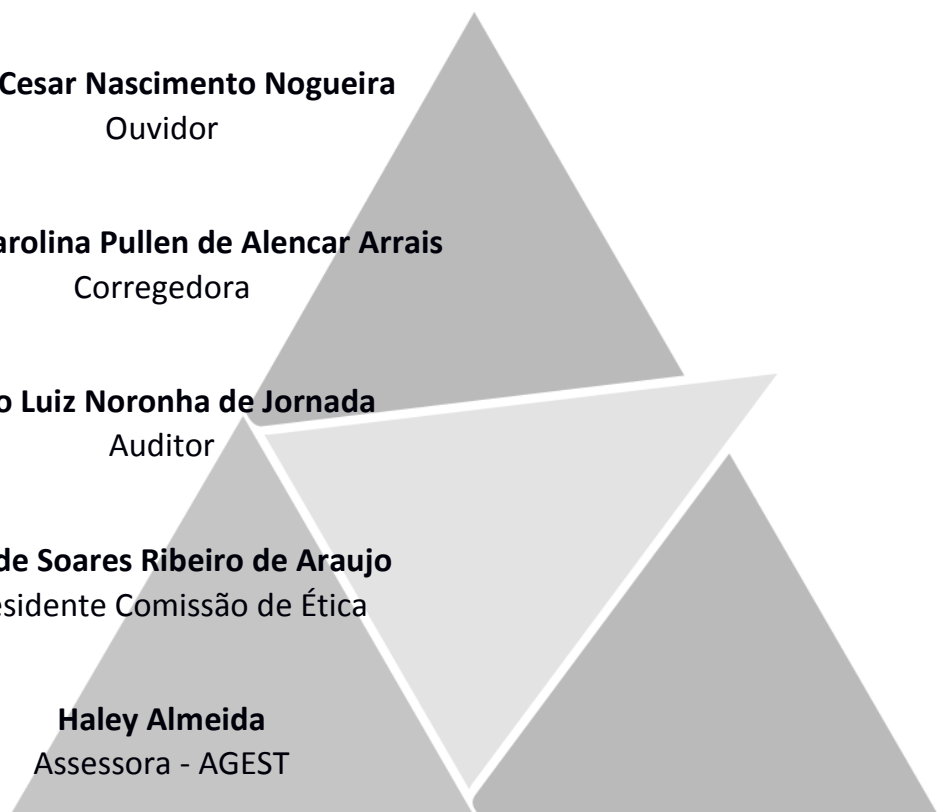 Cesar Nascimento Nogueira
Ouvidor
Pullen de Alencar Arrais
Corregedora
Luiz Noronha de Jornada
Auditor
Soares Ribeiro de Araujo
Comissão de Ética
Haley Almeida
Assessora - AGEST